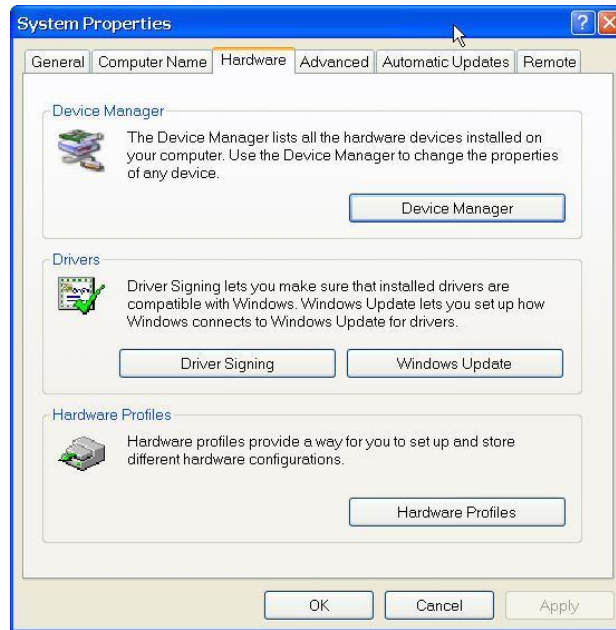 System Properties
General
Computer Name
Hardware
Advanced
Automatic Updates
Remote
Device Manager
The Device Manager lists all the hardware devices installed on
your computer. Use the Device Manager to change the properties
of any device.
Device Manager
Drivers
Driver Signing lets you make sure that installed drivers are
compatible with Windows. Windows Update lets you set up how
Windows connects to Windows Update for drivers.
Driver Signing
Windows Update
Hardware Profiles
Hardware profiles provide a way for you to set up and store
different hardware configurations.
Hardware Profiles
OK
Cancel
Apply